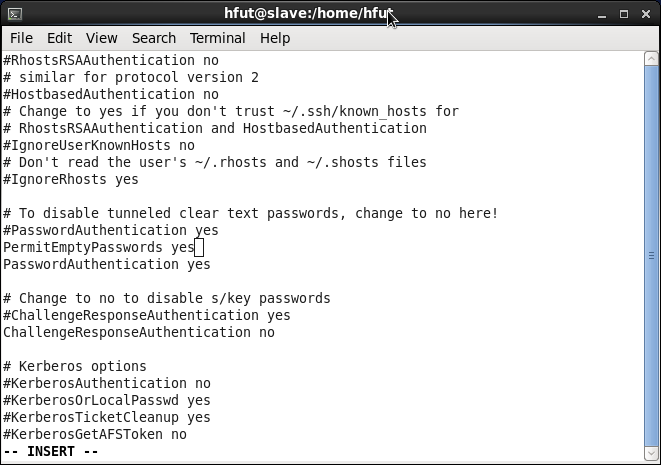 hfut@slave:/home/hfut
File Edit View Search Terminal Help
#RhostsRSAAuthentication no
# similar for protocol version 2
#HostbasedAuthentication no
# Change to yes if you don't trust ~/.ssh/known_hosts for
# RhostsRSAAuthentication and HostbasedAuthentication
#IgnoreUserKnownHosts no
# Don't read the user's ~/.rhosts and ~/.shosts files
#IgnoreRhosts yes
# To disable tunneled clear text passwords, change to no here!
#PasswordAuthentication yes
PermitEmptyPasswords yes
PasswordAuthentication yes
# Change to no to disable s/key passwords
#ChallengeResponseAuthentication yes
ChallengeResponseAuthentication no
# Kerberos options
#KerberosAuthentication no
#KerberosOrLocalPasswd yes
#KerberosTicketCleanup yes
#KerberosGetAFSToken no
-- INSERT --